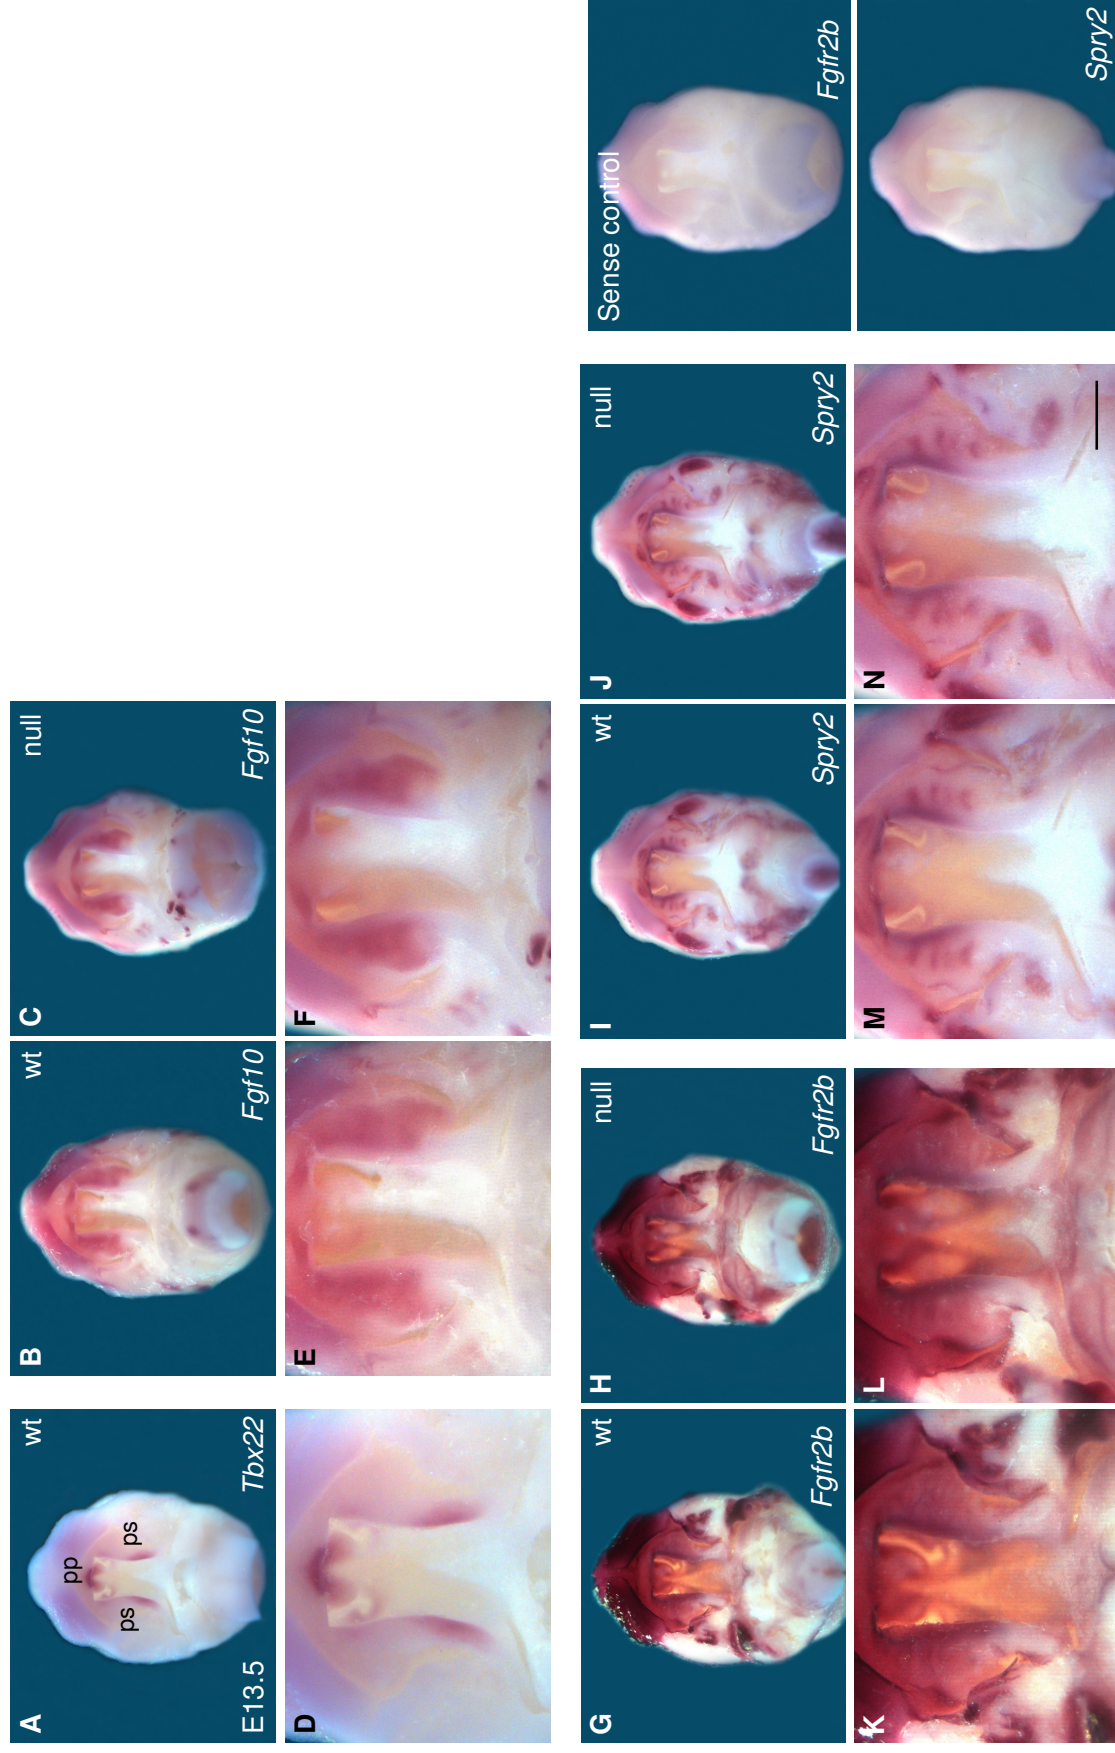 A
wt
pp
ps
ps
E13.5
Tbx22
B
wt
Fgf10
C
null
Fgf10
D
E
F
G
wt
Fgfr2b
H
null
Fgfr2b
I
wt
Spry2
J
null
Spry2
Sense control
Fgfr2b
K
L
M
N
Spry2